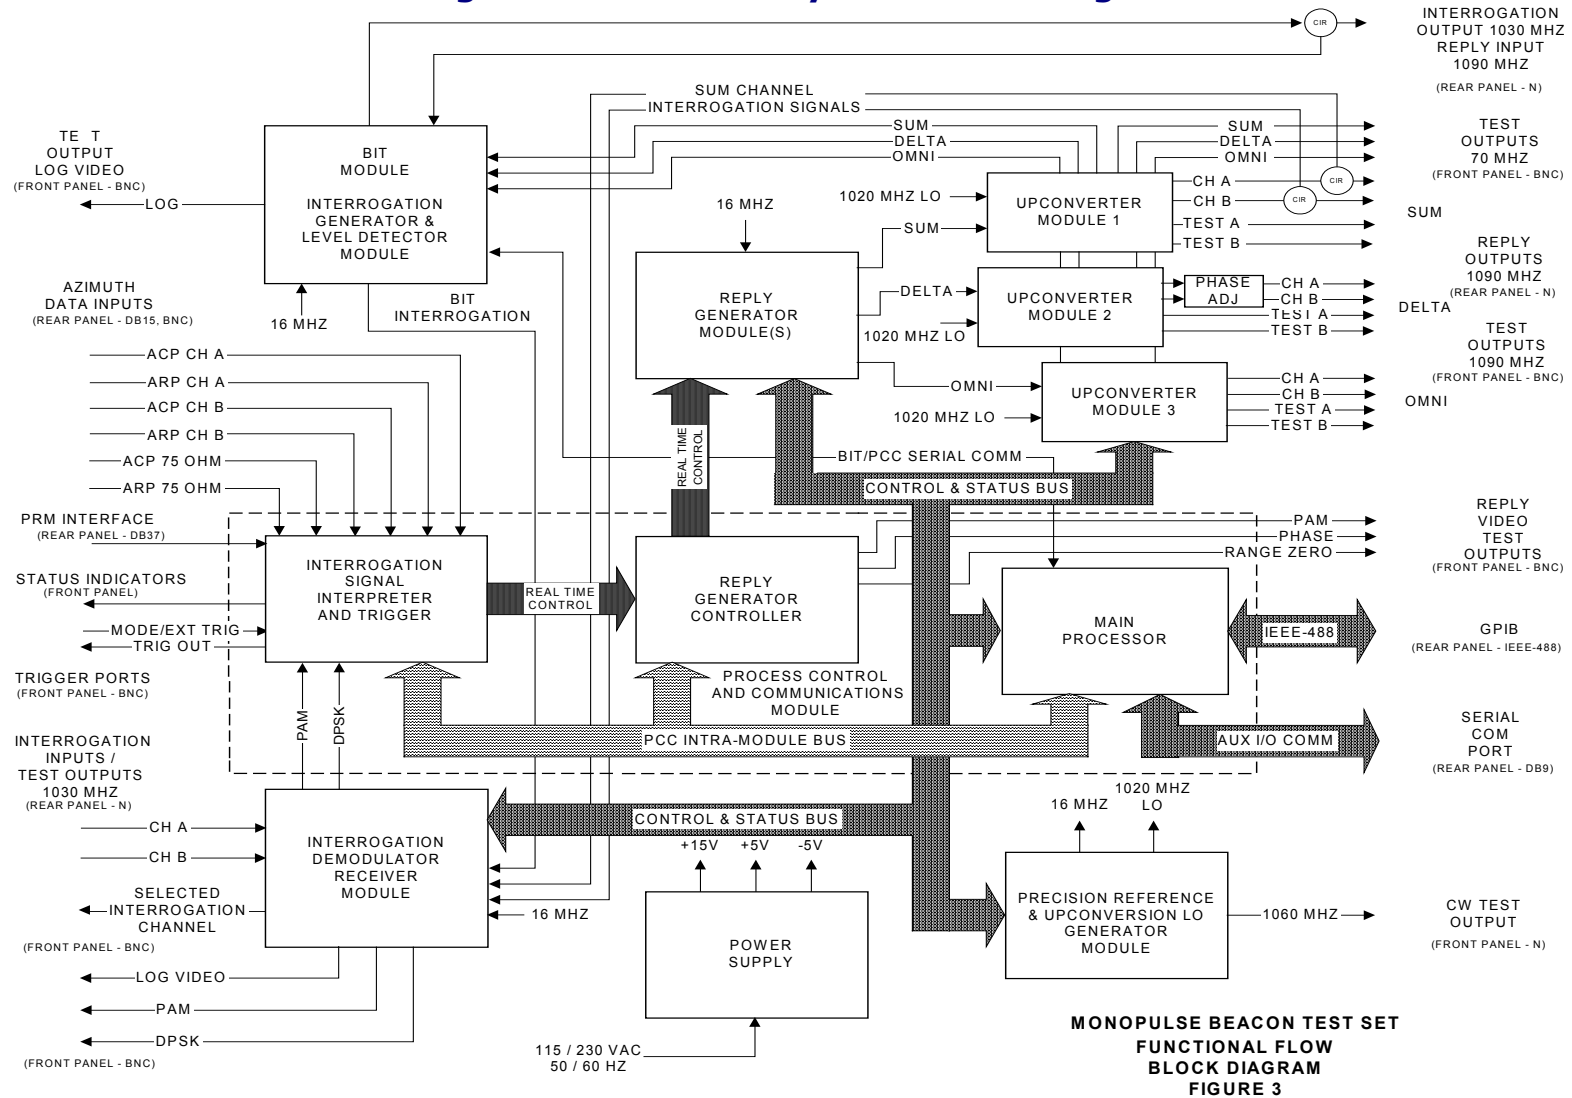 INTERROGATION
OUTPUT 1030 MHZ
REPLY INPUT
1090 MHZ
(REAR PANEL - N)
CIR
SUM CHANNEL
INTERROGATION SIGNALS
TE T
OUTPUT
LOG VIDEO
(FRONT PANEL - BNC)
LOG
BIT
MODULE
INTERROGATION
GENERATOR &
LEVEL DETECTOR
MODULE
16 MHZ
BIT
INTERROGATION
SUM
DELTA
OMNI
SUM
DELTA
OMNI
TEST
OUTPUTS
70 MHZ
(FRONT PANEL - BNC)
1020 MHZ LO
SUM
UPCONVERTER
MODULE 1
CH A
CH B
TEST A
TEST B
CIR
CIR
SUM
REPLY
OUTPUTS
1090 MHZ
(REAR PANEL - N)
16 MHZ
REPLY
GENERATOR
MODULE(S)
DELTA
1020 MHZ LO
UPCONVERTER
MODULE 2
PHASE
ADJ
CH A
CH B
TEST A
TEST B
DELTA
TEST
OUTPUTS
1090 MHZ
(FRONT PANEL - BNC)
OMNI
1020 MHZ LO
UPCONVERTER
MODULE 3
CH A
CH B
TEST A
TEST B
OMNI
AZIMUTH
DATA INPUTS
(REAR PANEL - DB15, BNC)
ACP CH A
ARP CH A
ACP CH B
ARP CH B
ACP 75 OHM
ARP 75 OHM
REAL TIME
CONTROL
BIT/PCC SERIAL COMM
CONTROL & STATUS BUS
PRM INTERFACE
(REAR PANEL - DB37)
STATUS INDICATORS
(FRONT PANEL)
MODE/EXT TRIG
TRIG OUT
TRIGGER PORTS
(FRONT PANEL - BNC)
INTERROGATION
SIGNAL
INTERPRETER
AND TRIGGER
REAL TIME
CONTROL
REPLY
GENERATOR
CONTROLLER
PAM
PHASE
RANGE ZERO
REPLY
VIDEO
TEST
OUTPUTS
(FRONT PANEL - BNC)
MAIN
PROCESSOR
IEEE-488
GPIB
(REAR PANEL - IEEE-488)
PROCESS CONTROL
AND COMMUNICATIONS
MODULE
PAM
DPSK
PCC INTRA-MODULE BUS
AUX I/O COMM
SERIAL
COM
PORT
(REAR PANEL - DB9)
INTERROGATION
INPUTS /
TEST OUTPUTS
1030 MHZ
(REAR PANEL - N)
CH A
CH B
SELECTED
INTERROGATION
CHANNEL
(FRONT PANEL - BNC)
LOG VIDEO
PAM
DPSK
(FRONT PANEL - BNC)
INTERROGATION
DEMODULATOR
RECEIVER
MODULE
16 MHZ
CONTROL & STATUS BUS
+15V
+5V
-5V
POWER
SUPPLY
115 / 230 VAC
50 / 60 HZ
16 MHZ
1020 MHZ
LO
PRECISION REFERENCE
& UPCONVERSION LO
GENERATOR
MODULE
1060 MHZ
CW TEST
OUTPUT
(FRONT PANEL - N)
MONOPULSE BEACON TEST SET
FUNCTIONAL FLOW
BLOCK DIAGRAM
FIGURE 3